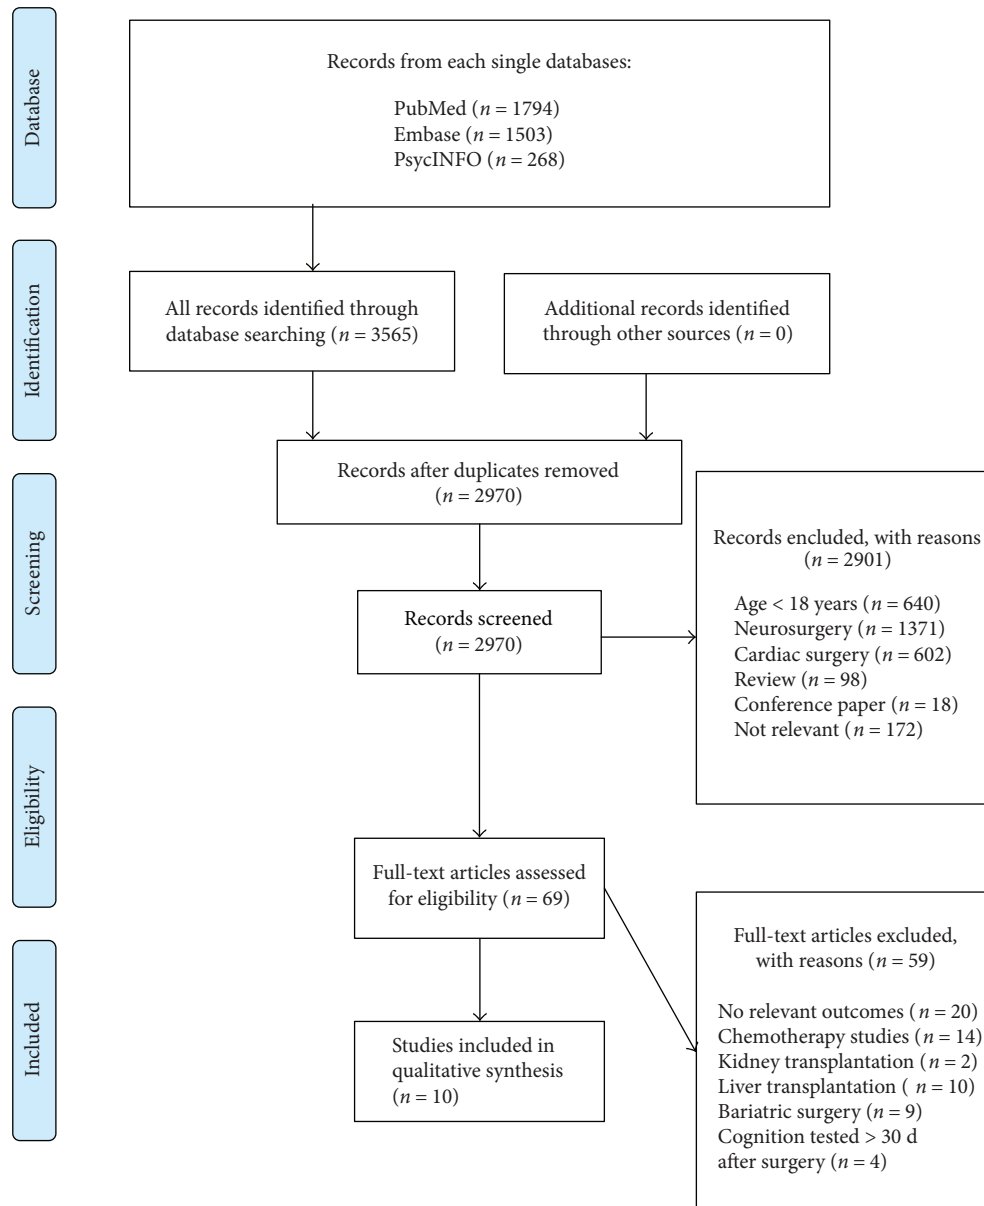 Database
Records from each single databases:
PubMed (n = 1794)
Embase (n = 1503)
PsycINFO (n = 268)
Identification
All records identified through
database searching (n = 3565)
Additional records identified
through other sources (n = 0)
Records after duplicates removed
(n = 2970)
Screening
Records screened
(n = 2970)
Records encluded, with reasons
(n = 2901)
Age < 18 years (n = 640)
Neurosurgery (n = 1371)
Cardiac surgery (n = 602)
Review (n = 98)
Conference paper (n = 18)
Not relevant (n = 172)
Eligibility
Full-text articles assessed
for eligibility (n = 69)
Full-text articles excluded,
with reasons (n = 59)
No relevant outcomes (n = 20)
Chemotherapy studies (n = 14)
Kidney transplantation (n = 2)
Liver transplantation ( n = 10)
Bariatric surgery (n = 9)
Cognition tested > 30 d
after surgery (n = 4)
Included
Studies included in
qualitative synthesis
(n = 10)